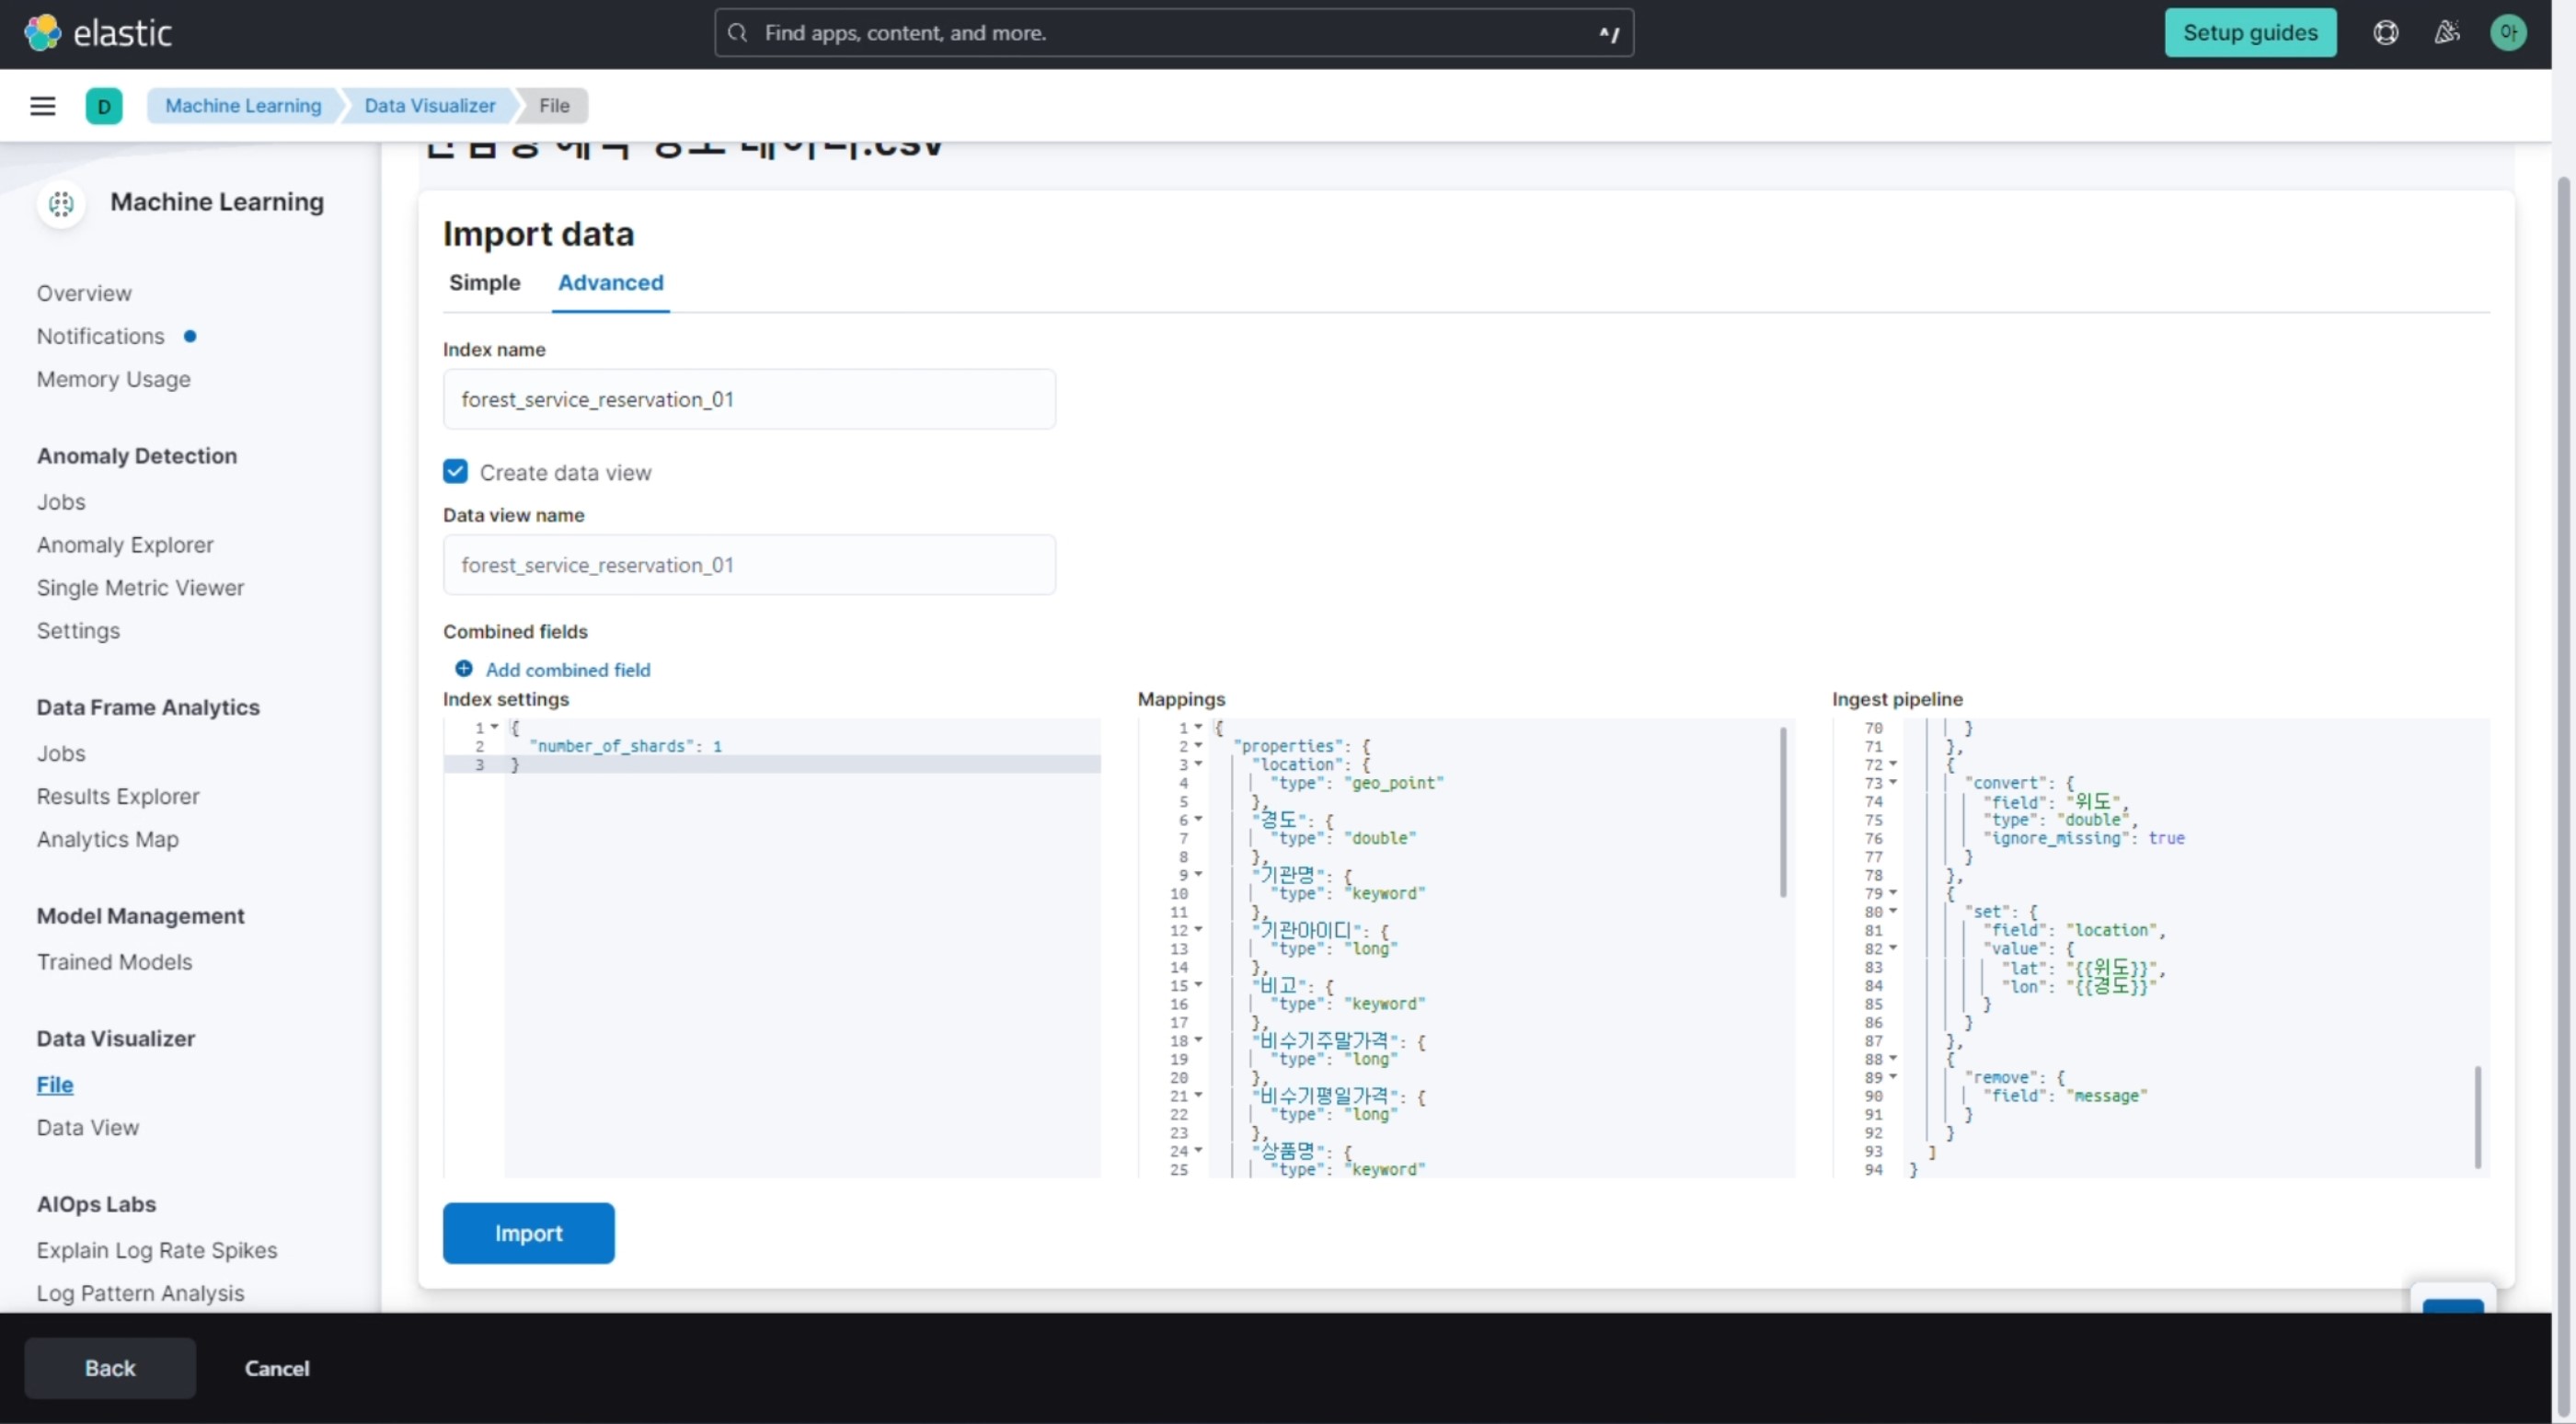 elastic
Find apps, content, and more.
^/
Setup guides
아
D
Machine Learning
Data Visualizer
File
.csv
Machine Learning
Overview
Notifications
Memory Usage
Anomaly Detection
Jobs
Anomaly Explorer
Single Metric Viewer
Settings
Data Frame Analytics
Jobs
Results Explorer
Analytics Map
Model Management
Trained Models
Data Visualizer
File
Data View
AIOps Labs
Explain Log Rate Spikes
Log Pattern Analysis
Import data
Simple
Advanced
Index name
forest_service_reservation_01
Create data view
Data view name
forest_service_reservation_01
Combined fields
Add combined field
Index settings
1 {
2 "number_of_shards": 1
3 }
Mappings
1 {
2 "properties": {
3 "location": {
4 "type": "geo_point"
5 },
6 "경도": {
7 "type": "double"
8 },
9 "기관명": {
10 "type": "keyword"
11 },
12 "기관아이디": {
13 "type": "long"
14 },
15 "비고": {
16 "type": "keyword"
17 },
18 "비수기주말가격": {
19 "type": "long"
20 },
21 "비수기평일가격": {
22 "type": "long"
23 },
24 "상품명": {
25 "type": "keyword"
Ingest pipeline
70 }
71 },
72 {
73 "convert": {
74 "field": "위도",
75 "type": "double",
76 "ignore_missing": true
77 }
78 },
79 {
80 "set": {
81 "field": "location",
82 "value": {
83 "lat": "{{위도}}",
84 "lon": "{{경도}}"
85 }
86 }
87 },
88 {
89 "remove": {
90 "field": "message"
91 }
92 }
93 ]
94 }
Import
Back
Cancel